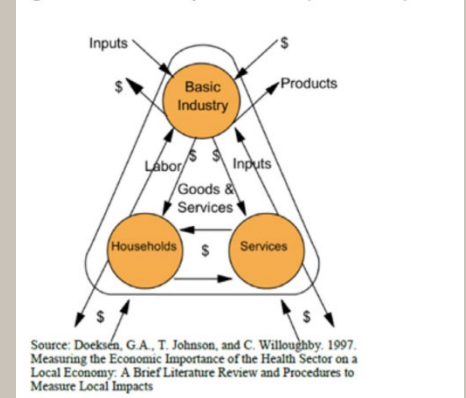 Inputs
$
$
Products
Basic
Industry
Labor
$
$
Inputs
Goods &
Services
Households
$
Services
$
$
Source: Doeksen, G.A., T. Johnson, and C. Willoughby. 1997.
Measuring the Economic Importance of the Health Sector on a
Local Economy: A Brief Literature Review and Procedures to
Measure Local Impacts